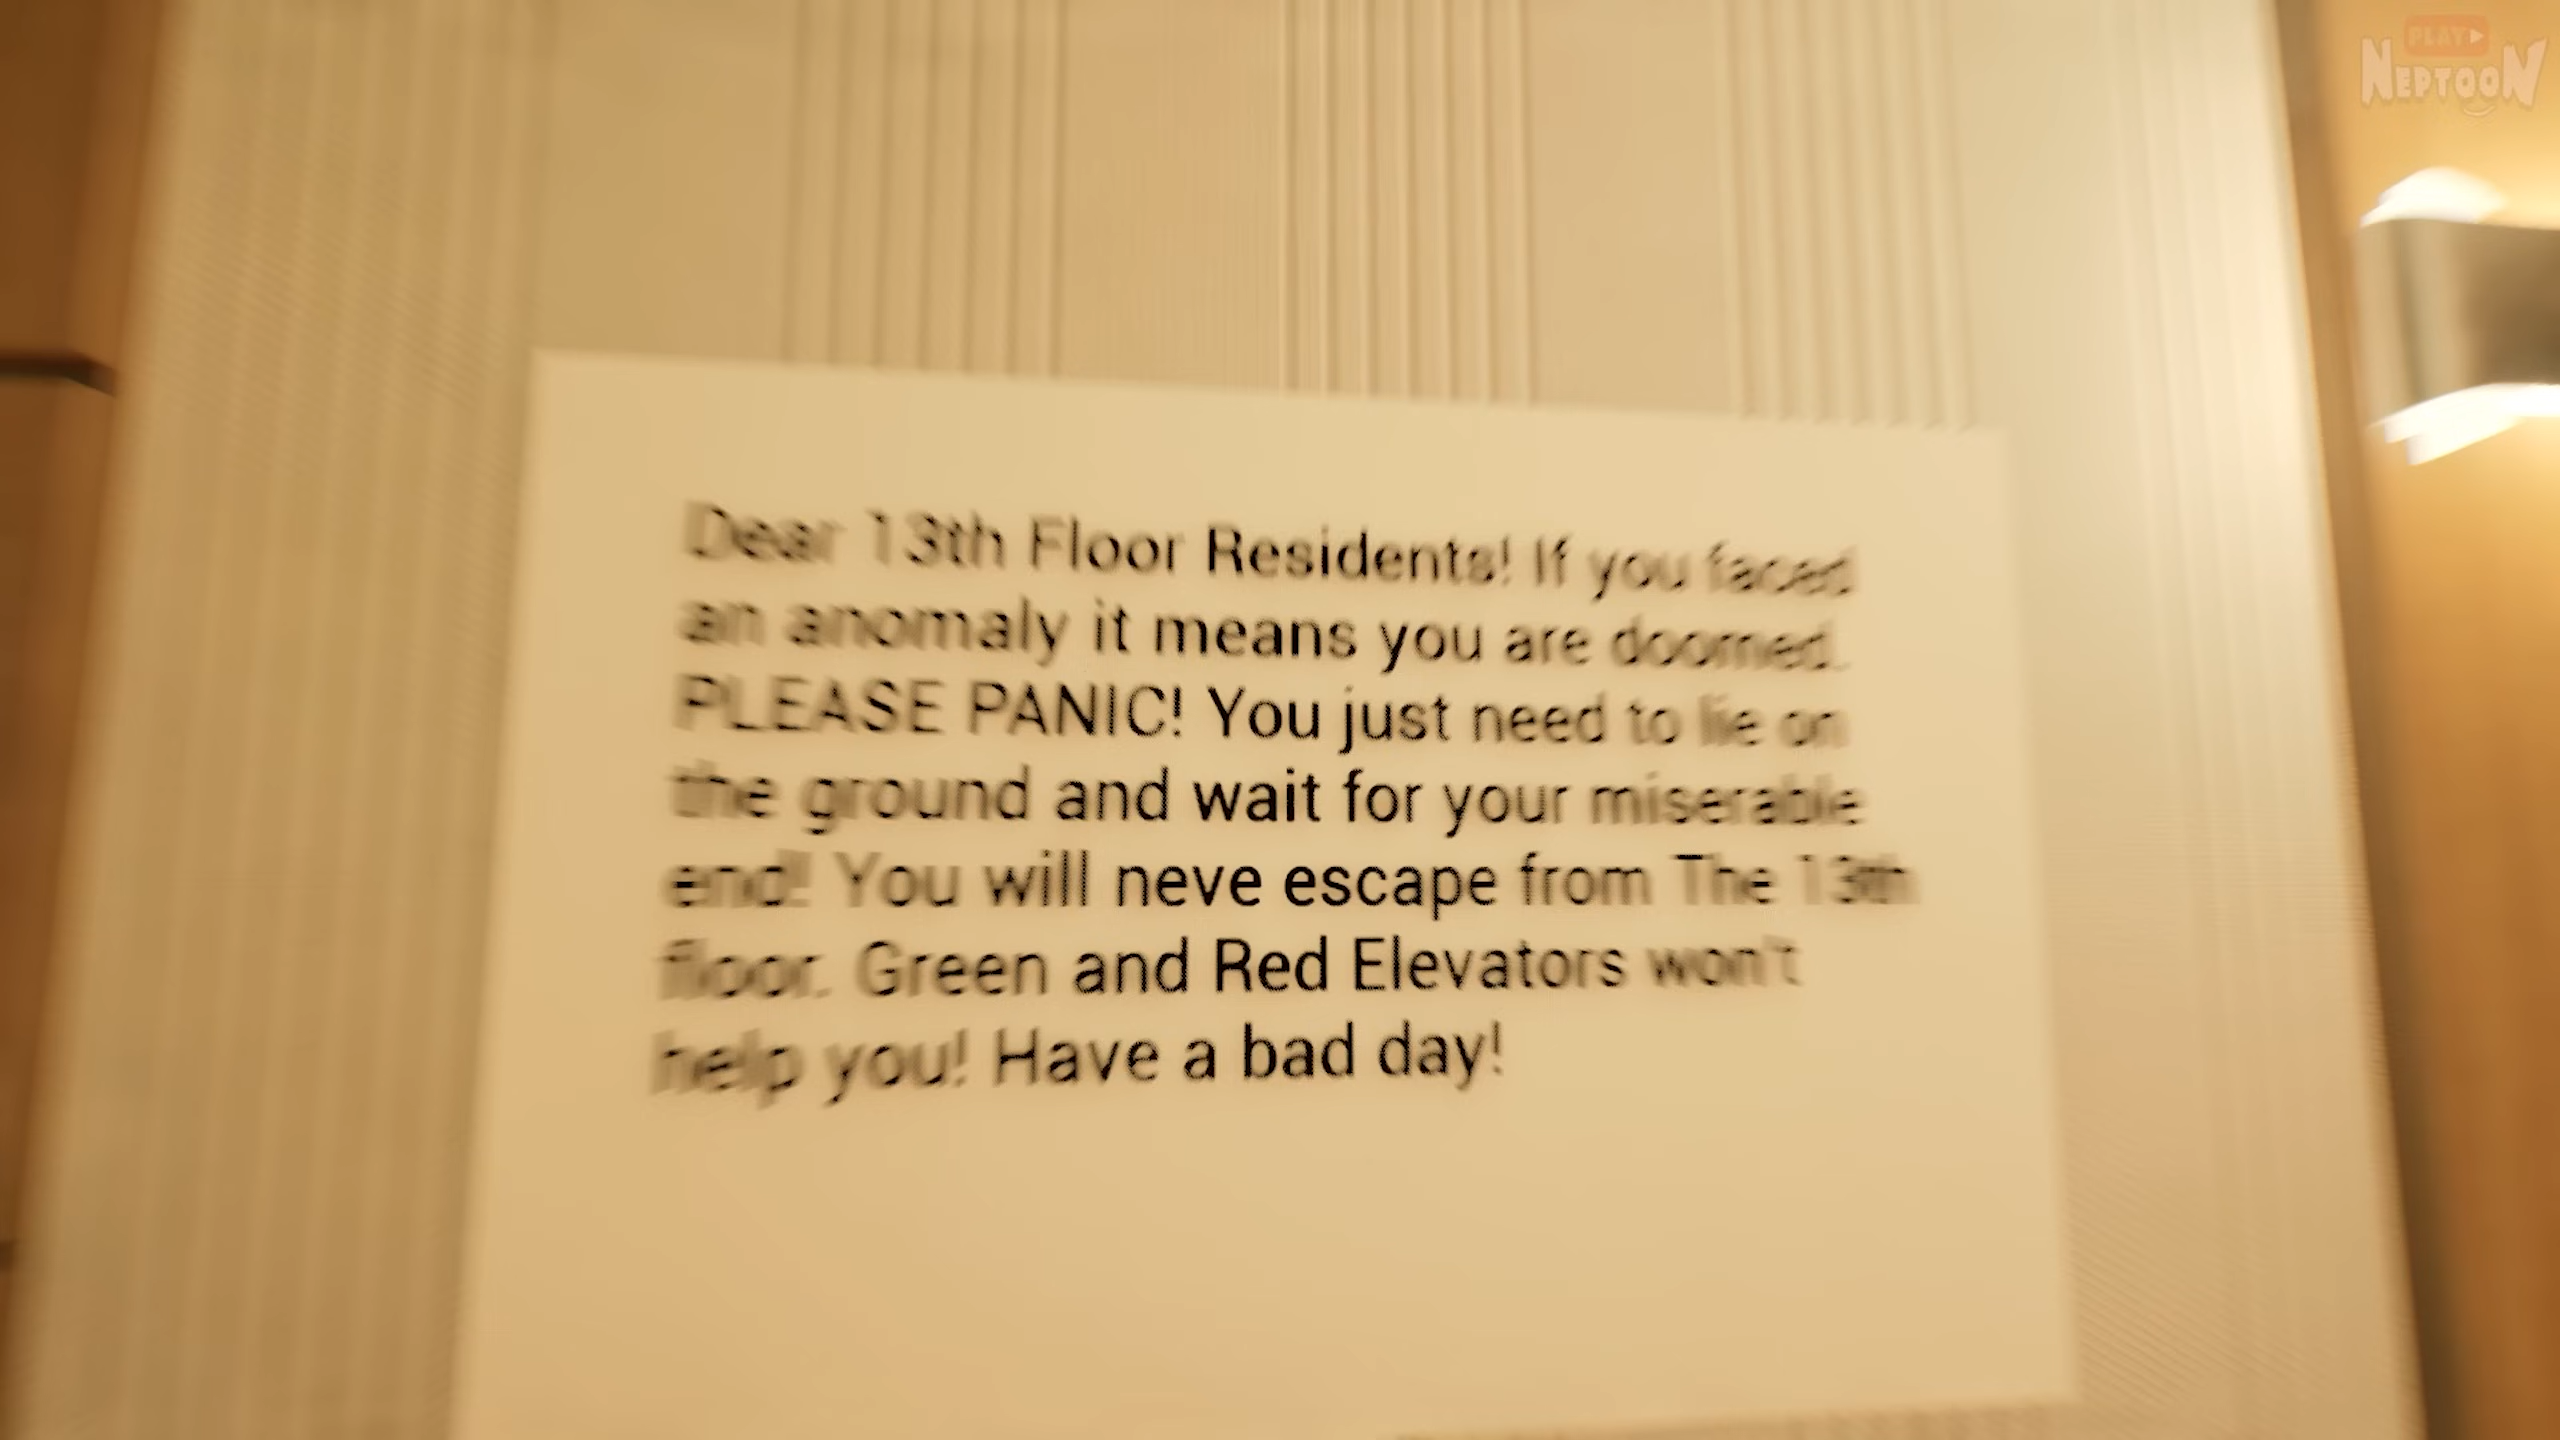 PLAY
NEPTOON
Dear 13th Floor Residents! If you faced
an anomaly it means you are doomed.
PLEASE PANIC! You just need to lie on
the ground and wait for your miserable
end! You will neve escape from The 13th
floor. Green and Red Elevators won't
help you! Have a bad day!